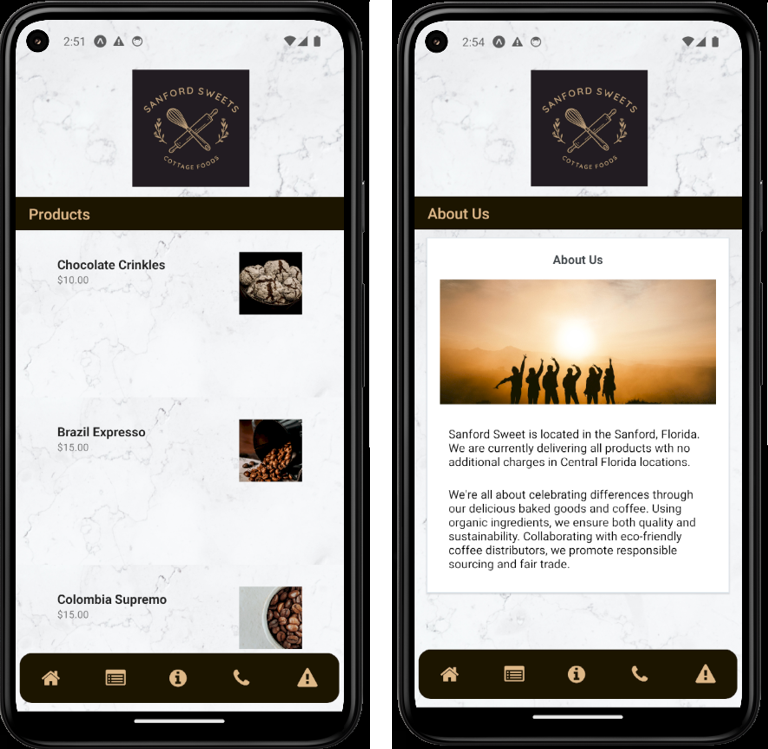 2:51
SANFORD SWEETS
COTTAGE FOODS
Products
Chocolate Crinkles
$10.00
Brazil Expresso
$15.00
Colombia Supremo
$15.00
2:54
SANFORD SWEETS
COTTAGE FOODS
About Us
About Us
Sanford Sweet is located in the Sanford, Florida.
We are currently delivering all products wth no
additional charges in Central Florida locations.
We're all about celebrating differences through
our delicious baked goods and coffee. Using
organic ingredients, we ensure both quality and
sustainability. Collaborating with eco-friendly
coffee distributors, we promote responsible
sourcing and fair trade.